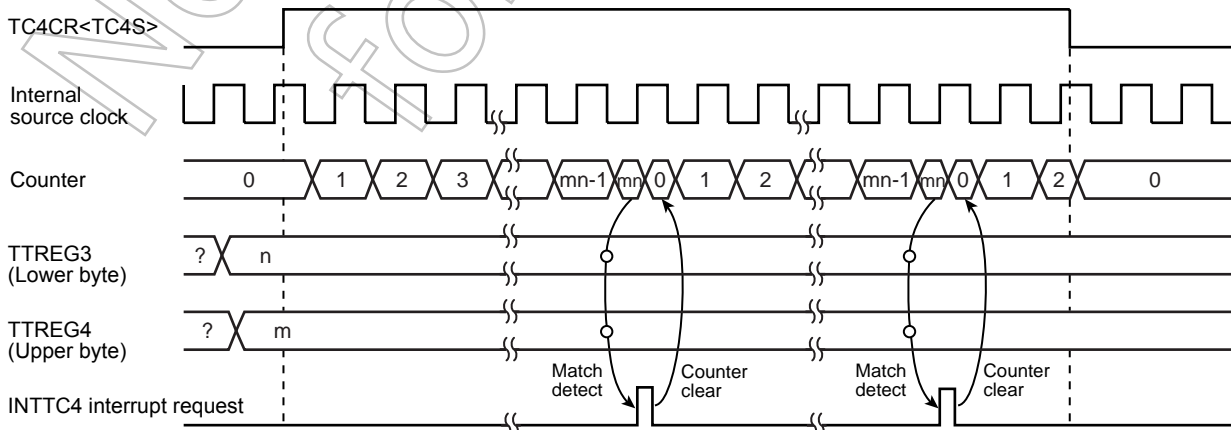 TC4CR<TC4S>
Internal
source clock
Counter 0 1 2 3 mn-1 mn 0 1 2 mn-1 mn 0 1 2 0
TTREG3
(Lower byte)
? n
TTREG4
(Upper byte)
? m
Match
detect
Counter
clear
Match
detect
Counter
clear
INTTC4 interrupt request